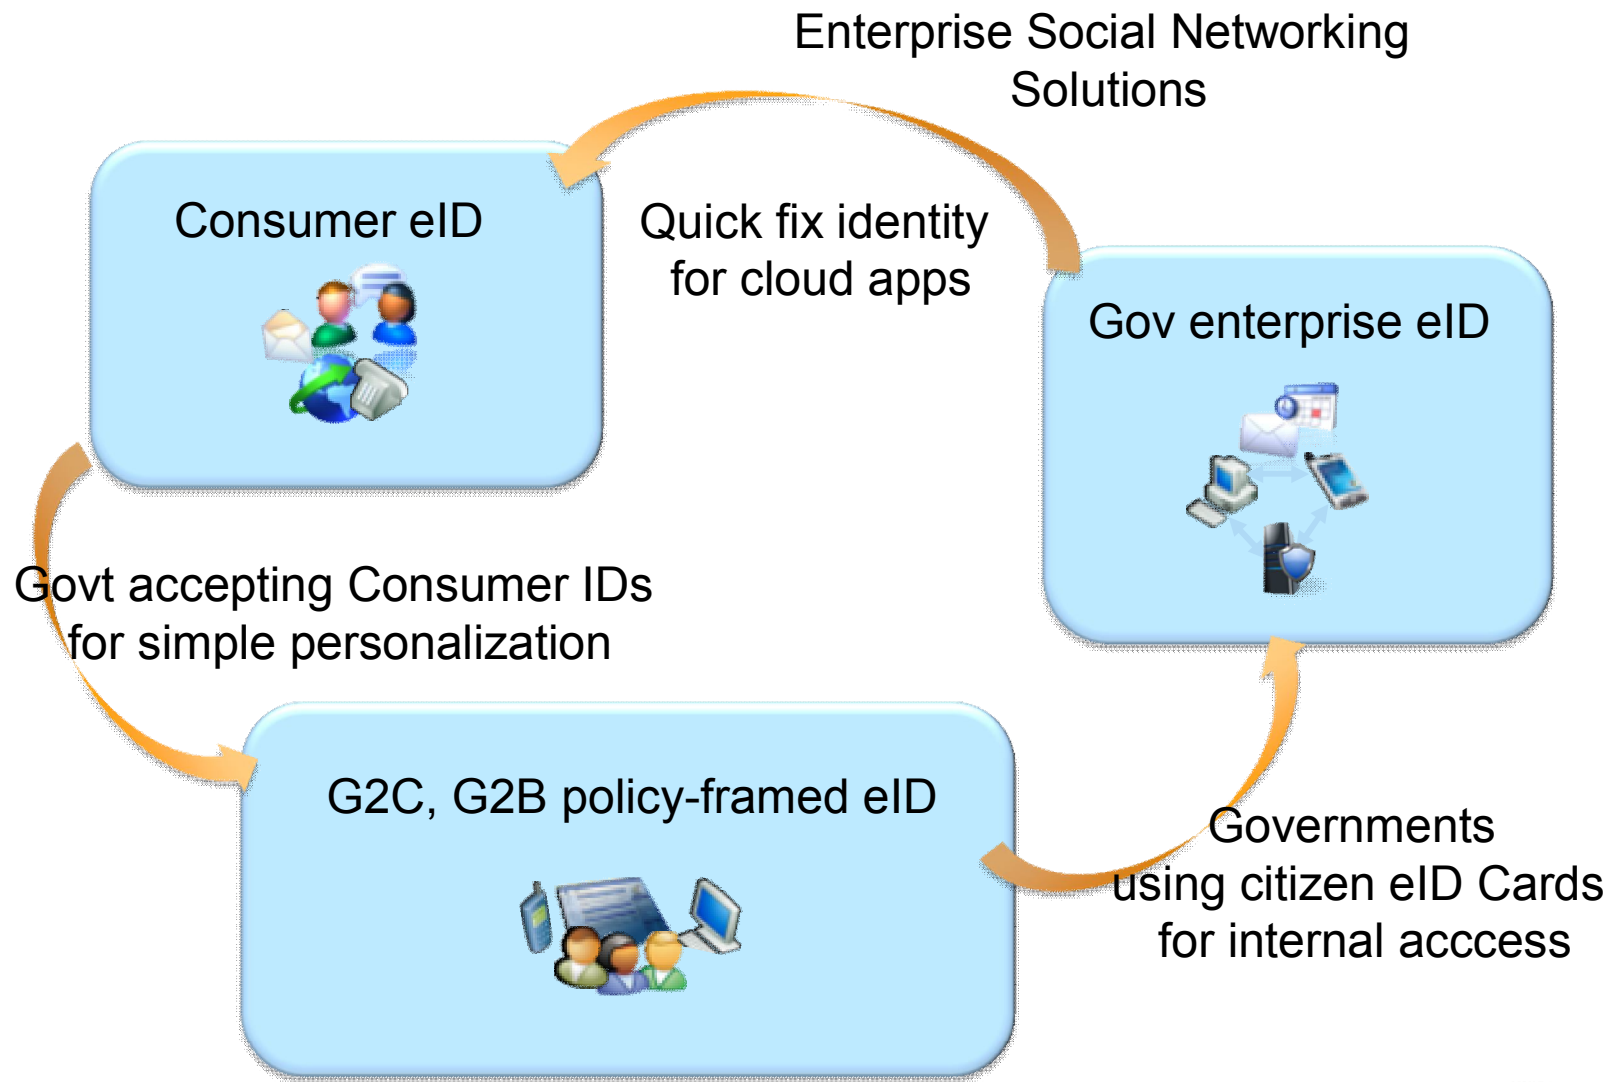 Enterprise Social Networking
Solutions
Consumer eID
Quick fix identity
for cloud apps
Gov enterprise eID
Govt accepting Consumer IDs
for simple personalization
G2C, G2B policy-framed eID
Governments
using citizen eID Cards
for internal acccess